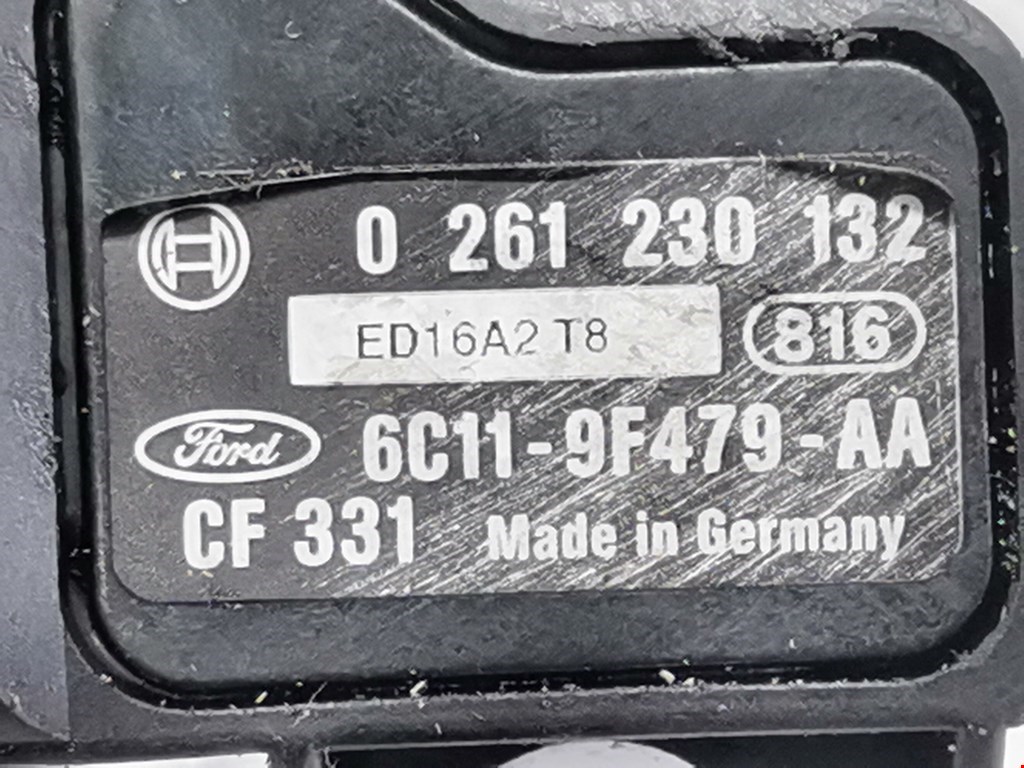 0 261 230 132
ED16A2 T8 816
Ford 6C11-9F479-AA
CF 331 Made in Germany